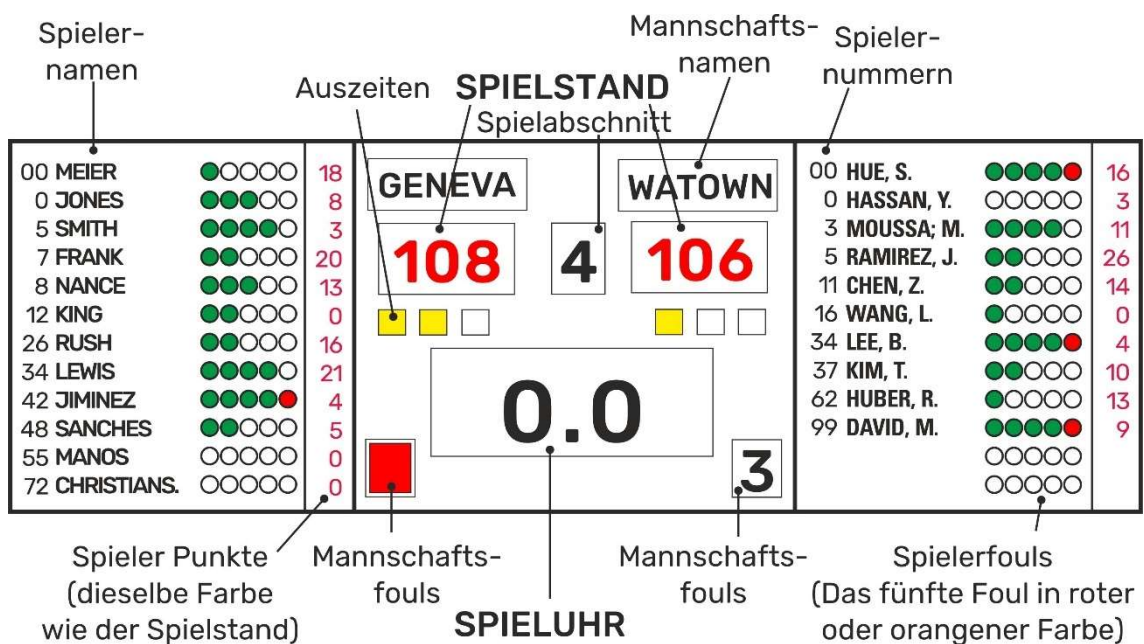 Spieler-
namen
Auszeiten
SPIELSTAND
Spielabschnitt
Mannschafts-
namen
Spieler-
nummern
00 MEIER 18
0 JONES 8
5 SMITH 3
7 FRANK 20
8 NANCE 13
12 KING 0
26 RUSH 16
34 LEWIS 21
42 JIMINEZ 4
48 SANCHES 5
55 MANOS 0
72 CHRISTIANS. 0
GENEVA
WATOWN
108
4
106
0.0
3
00 HUE, S. 16
0 HASSAN, Y. 3
3 MOUSSA; M. 11
5 RAMIREZ, J. 26
11 CHEN, Z. 14
16 WANG, L. 0
34 LEE, B. 4
37 KIM, T. 10
62 HUBER, R. 13
99 DAVID, M. 9
Spieler Punkte
(dieselbe Farbe
wie der Spielstand)
Mannschafts-
fouls
SPIELUHR
Mannschafts-
fouls
Spielerfouls
(Das fünfte Foul in roter
oder orangener Farbe)